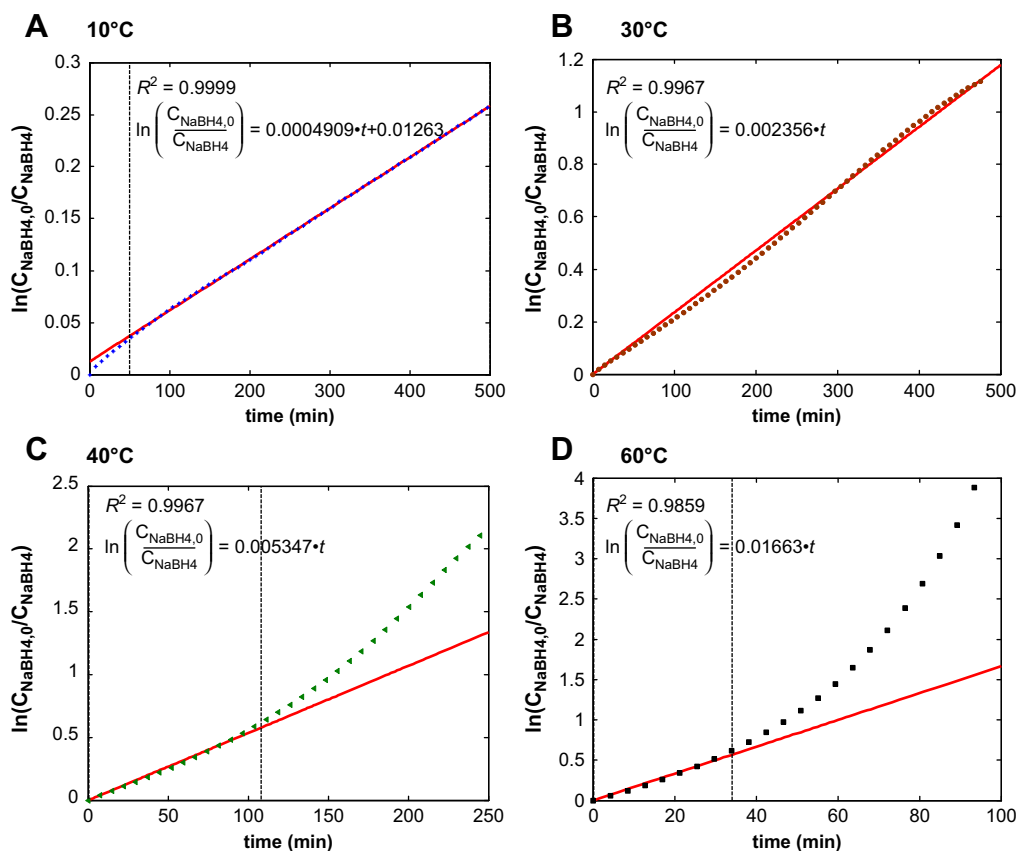 A 10°C
R² = 0.9999
ln(C_NaBH4,0/C_NaBH4) = 0.0004909•t+0.01263
ln(C_NaBH4,0/C_NaBH4)
0.3
0.25
0.2
0.15
0.1
0.05
0
0 100 200 300 400 500
time (min)
B 30°C
R² = 0.9967
ln(C_NaBH4,0/C_NaBH4) = 0.002356•t
ln(C_NaBH4,0/C_NaBH4)
1.2
1
0.8
0.6
0.4
0.2
0
0 100 200 300 400 500
time (min)
C 40°C
R² = 0.9967
ln(C_NaBH4,0/C_NaBH4) = 0.005347•t
ln(C_NaBH4,0/C_NaBH4)
2.5
2
1.5
1
0.5
0
0 50 100 150 200 250
time (min)
D 60°C
R² = 0.9859
ln(C_NaBH4,0/C_NaBH4) = 0.01663•t
ln(C_NaBH4,0/C_NaBH4)
4
3.5
3
2.5
2
1.5
1
0.5
0
0 20 40 60 80 100
time (min)